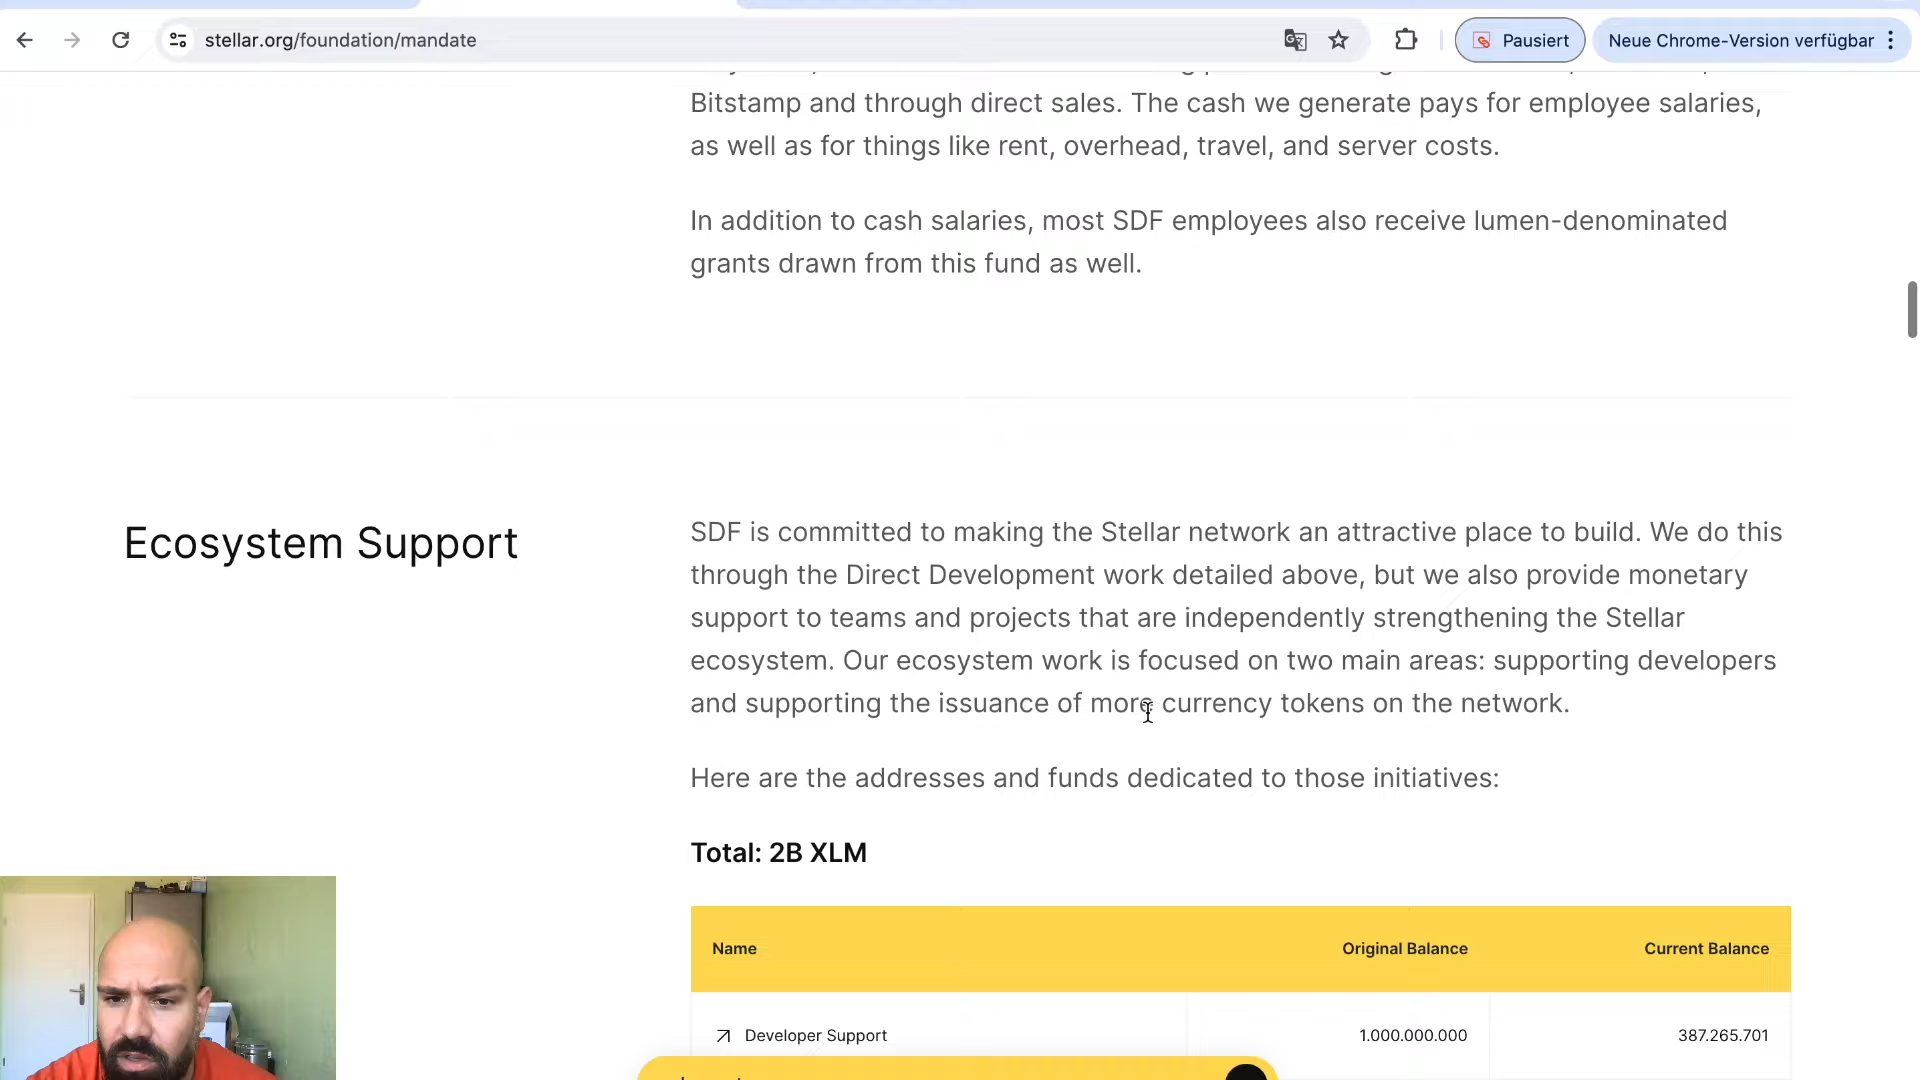 stellar.org/foundation/mandate
Pausiert
Neue Chrome-Version verfügbar
Bitstamp and through direct sales. The cash we generate pays for employee salaries,
as well as for things like rent, overhead, travel, and server costs.
In addition to cash salaries, most SDF employees also receive lumen-denominated
grants drawn from this fund as well.
Ecosystem Support
SDF is committed to making the Stellar network an attractive place to build. We do this
through the Direct Development work detailed above, but we also provide monetary
support to teams and projects that are independently strengthening the Stellar
ecosystem. Our ecosystem work is focused on two main areas: supporting developers
and supporting the issuance of more currency tokens on the network.
Here are the addresses and funds dedicated to those initiatives:
Total: 2B XLM
Name Original Balance Current Balance
Developer Support 1.000.000.000 387.265.701